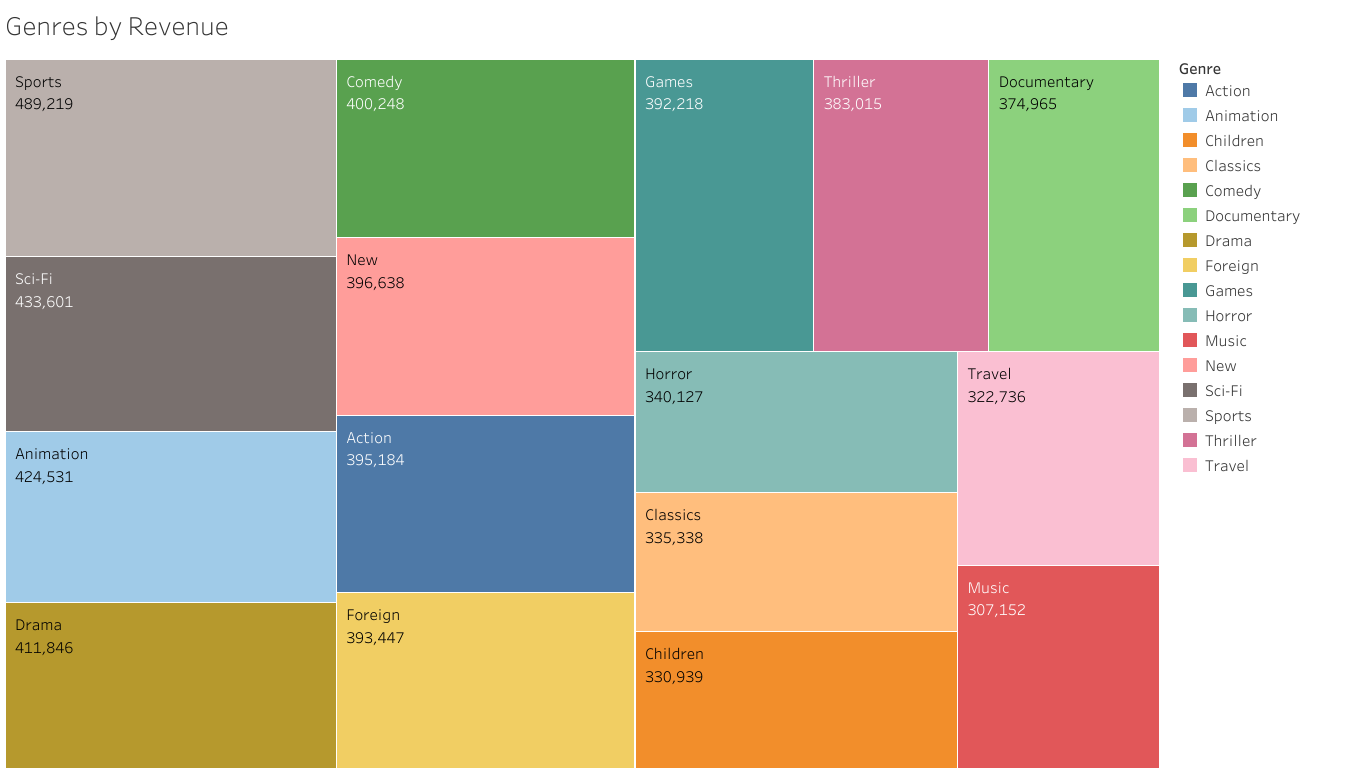 Genres by Revenue
Sports
489,219
Sci-Fi
433,601
Animation
424,531
Drama
411,846
Comedy
400,248
New
396,638
Action
395,184
Foreign
393,447
Games
392,218
Thriller
383,015
Documentary
374,965
Horror
340,127
Classics
335,338
Children
330,939
Travel
322,736
Music
307,152
Genre
Action
Animation
Children
Classics
Comedy
Documentary
Drama
Foreign
Games
Horror
Music
New
Sci-Fi
Sports
Thriller
Travel